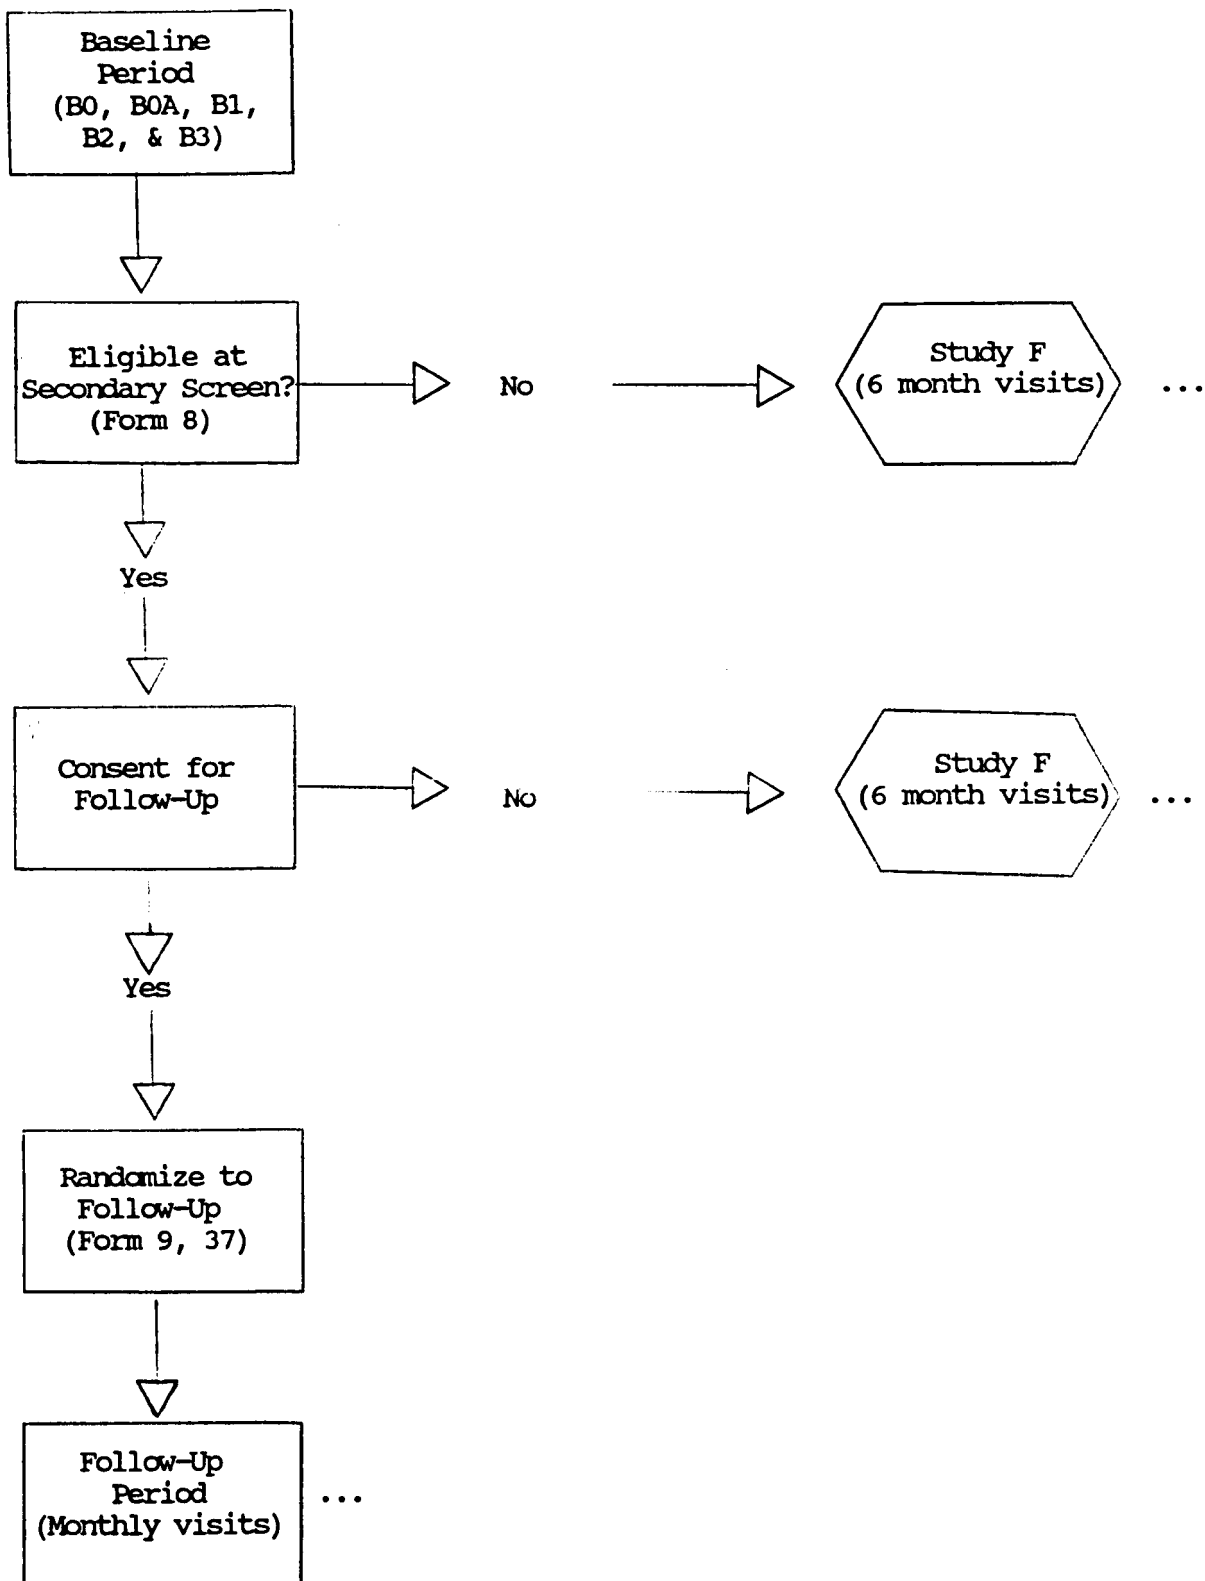 Baseline
Period
(B0, B0A, B1,
B2, & B3)
Eligible at
Secondary Screen?
(Form 8)
No
Study F
(6 month visits)
...
Yes
Consent for
Follow-Up
No
Study F
(6 month visits)
...
Yes
Randomize to
Follow-Up
(Form 9, 37)
Follow-Up
Period
(Monthly visits)
...